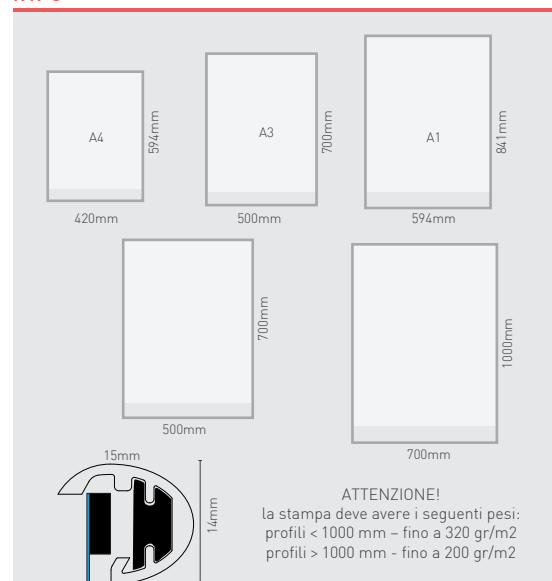 A4
594mm
420mm
A3
700mm
500mm
A1
841mm
594mm
700mm
500mm
1000mm
700mm
15mm
14mm
ATTENZIONE!
la stampa deve avere i seguenti pesi:
profili < 1000 mm – fino a 320 gr/m2
profili > 1000 mm - fino a 200 gr/m2